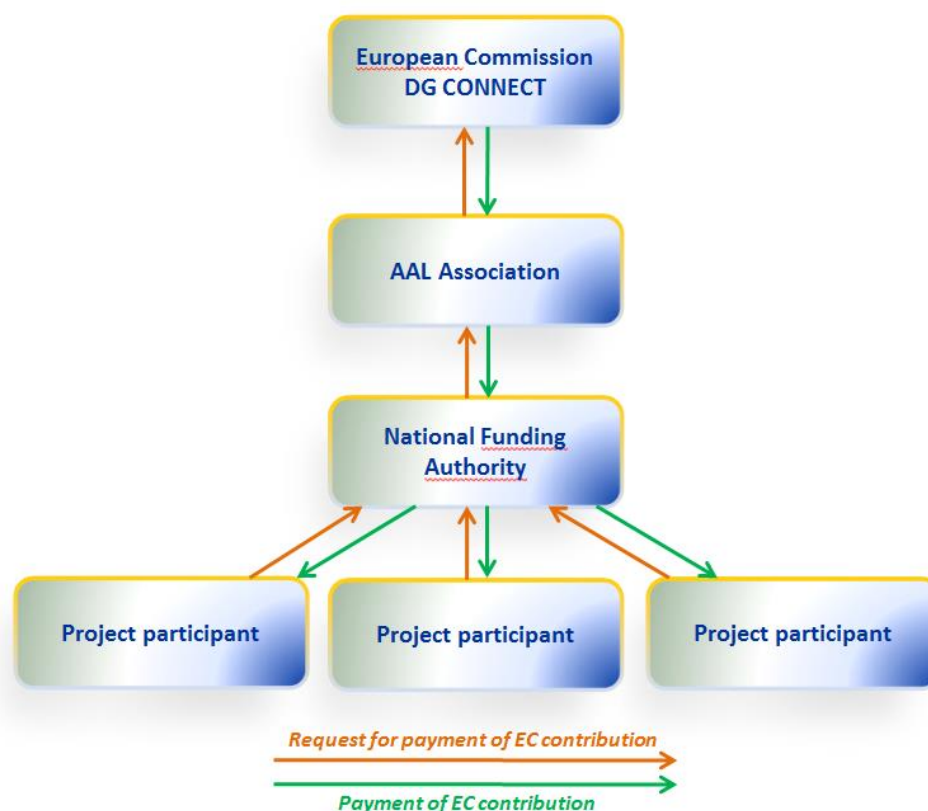 European Commission
DG CONNECT
AAL Association
National Funding
Authority
Project participant
Project participant
Project participant
Request for payment of EC contribution
Payment of EC contribution